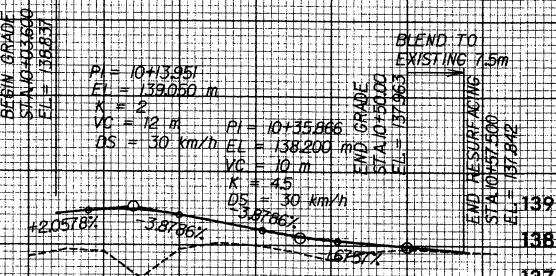 BEGIN GRADE
STA.10+03.600
EL.= 138.837
PI = 10+13.951
EL = 139.050 m
K = 2
VC = 12 m
DS = 30 km/h
PI = 10+35.866
EL = 138.200 m
VC = 10 m
K = 4.5
DS = 30 km/h
END GRADE
STA.10+50.00
EL.= 137.963
BLEND TO
EXISTING 7.5m
END RESURFACING
STA.10+57.500
EL.= 137.842
+2.0578%
-3.8786%
-3.8786%
139
138